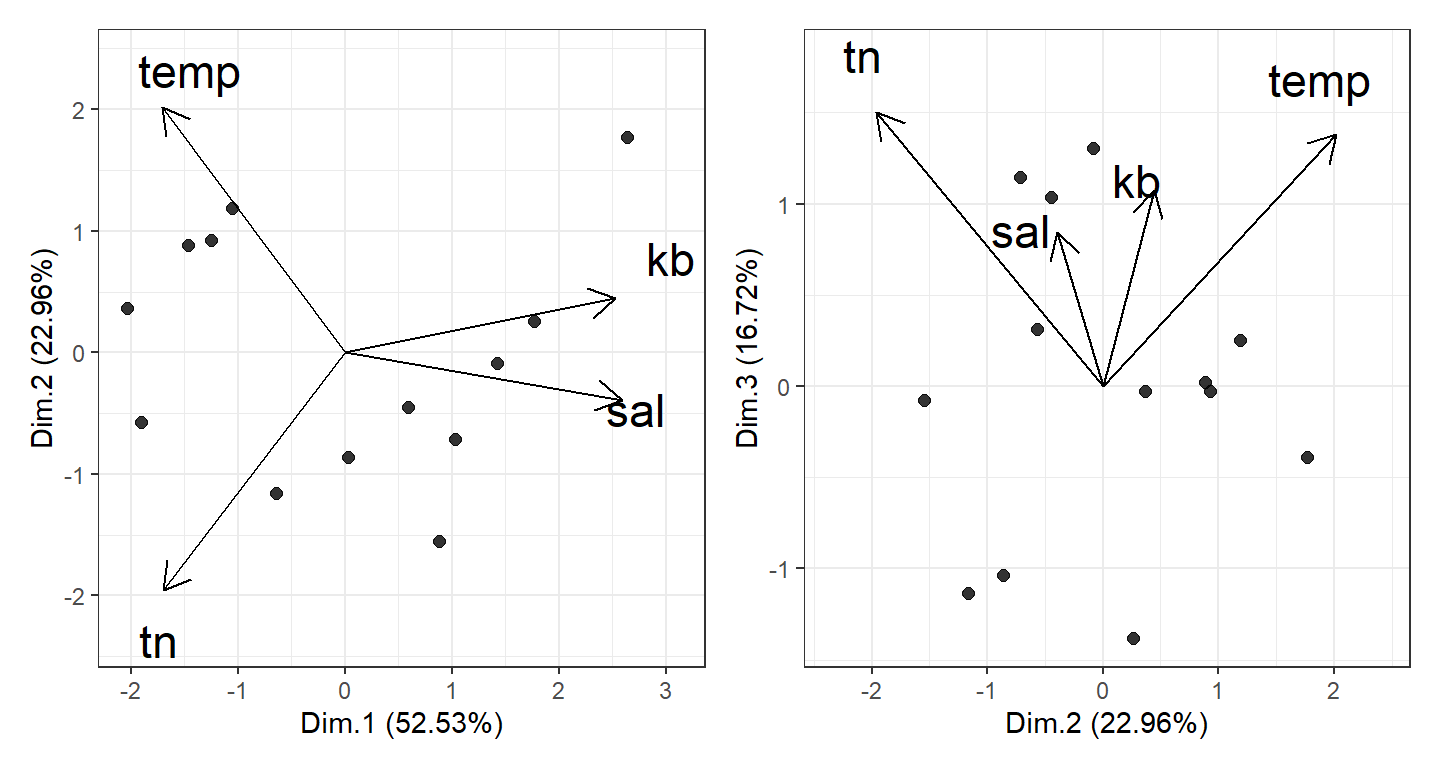 temp
kb
sal
tn
2
1
0
-1
-2
Dim.2 (22.96%)
-2
-1
0
1
2
3
Dim.1 (52.53%)
tn
temp
kb
sal
1
0
-1
Dim.3 (16.72%)
-2
-1
0
1
2
Dim.2 (22.96%)